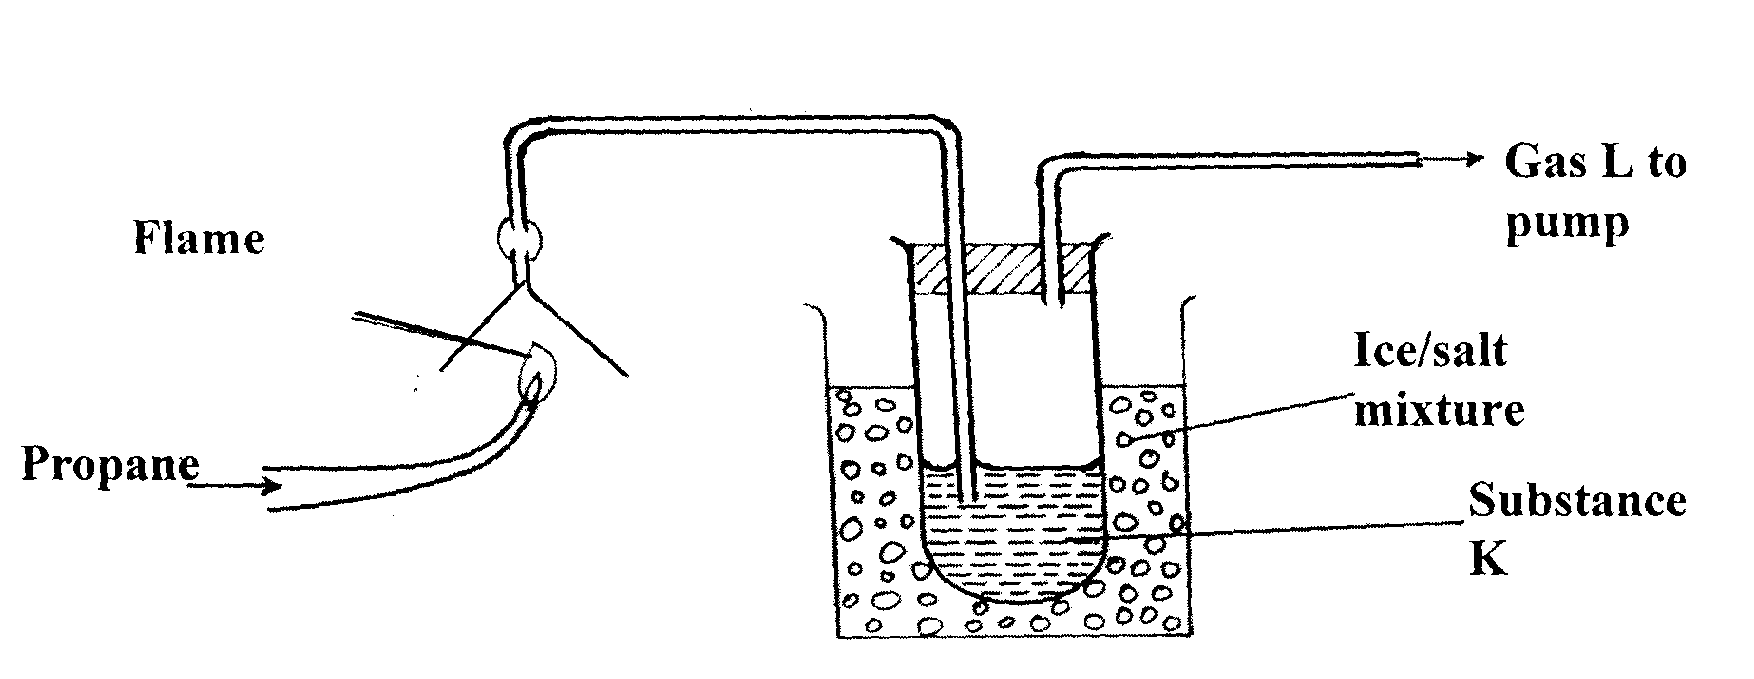 Flame
Propane
Gas L to
pump
Ice/salt
mixture
Substance
K